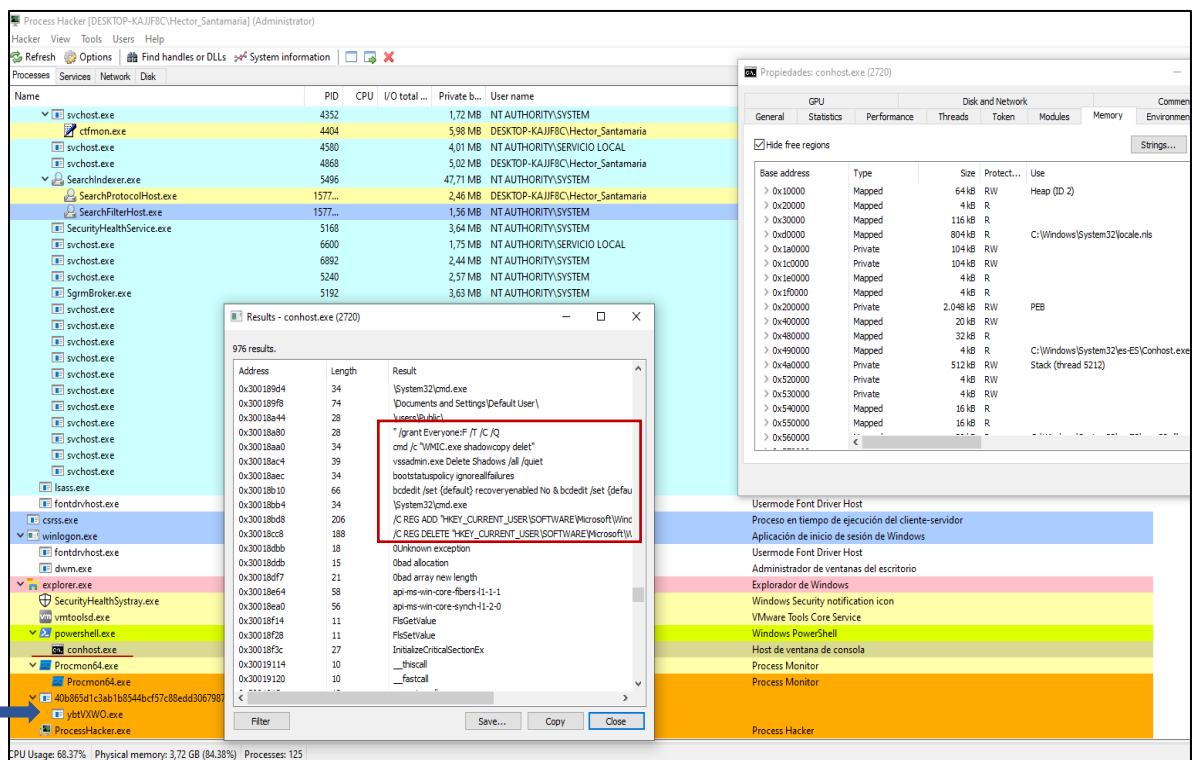 Process Hacker [DESKTOP-KAJJF8C\Hector_Santamaria] (Administrator)
Hacker View Tools Users Help
Refresh Options Find handles or DLLs System information
Processes Services Network Disk
Name PID CPU I/O total ... Private b... User name
svchost.exe 4352 1,72 MB NT AUTHORITY\SYSTEM
ctfmon.exe 4404 5,98 MB DESKTOP-KAJJF8C\Hector_Santamaria
svchost.exe 4580 4,01 MB NT AUTHORITY\SERVICIO LOCAL
svchost.exe 4868 5,02 MB DESKTOP-KAJJF8C\Hector_Santamaria
SearchIndexer.exe 5496 47,71 MB NT AUTHORITY\SYSTEM
SearchProtocolHost.exe 1577... 2,46 MB DESKTOP-KAJJF8C\Hector_Santamaria
SearchFilterHost.exe 1577... 1,56 MB NT AUTHORITY\SYSTEM
SecurityHealthService.exe 5168 3,64 MB NT AUTHORITY\SYSTEM
svchost.exe 6600 1,75 MB NT AUTHORITY\SERVICIO LOCAL
svchost.exe 6892 2,44 MB NT AUTHORITY\SYSTEM
svchost.exe 5240 2,57 MB NT AUTHORITY\SYSTEM
SgrmBroker.exe 5192 3,63 MB NT AUTHORITY\SYSTEM
svchost.exe
svchost.exe
svchost.exe
svchost.exe
svchost.exe
svchost.exe
svchost.exe
svchost.exe
svchost.exe
svchost.exe
svchost.exe
lsass.exe
fontdrvhost.exe Usermode Font Driver Host
csrss.exe Proceso en tiempo de ejecución del cliente-servidor
winlogon.exe Aplicación de inicio de sesión de Windows
fontdrvhost.exe Usermode Font Driver Host
dwm.exe Administrador de ventanas del escritorio
explorer.exe Explorador de Windows
SecurityHealthSystray.exe Windows Security notification icon
vmtoolsd.exe VMware Tools Core Service
powershell.exe Windows PowerShell
conhost.exe Host de ventana de consola
Procmon64.exe Process Monitor
Procmon64.exe Process Monitor
40b865d1c3ab1b8544bcf57c88edd3067987
ybtVXWO.exe
ProcessHacker.exe Process Hacker
CPU Usage: 68.37% Physical memory: 3,72 GB (84.38%) Processes: 125
Results - conhost.exe (2720)
976 results.
Address Length Result
0x300189d4 34 \System32\cmd.exe
0x300189f8 74 \Documents and Settings\Default User\
0x30018a44 28 \users\Public\
0x30018a80 28 " /grant Everyone:F /T /C /Q
0x30018aa0 34 cmd /c "WMIC.exe shadowcopy delet"
0x30018ac4 39 vssadmin.exe Delete Shadows /all /quiet
0x30018aec 34 bootstatuspolicy ignoreallfailures
0x30018b10 66 bcdedit /set {default} recoveryenabled No & bcdedit /set {defau
0x30018bb4 34 \System32\cmd.exe
0x30018bd8 206 /C REG ADD "HKEY_CURRENT_USER\SOFTWARE\Microsoft\Wind
0x30018cc8 188 /C REG DELETE "HKEY_CURRENT_USER\SOFTWARE\Microsoft\W
0x30018dbb 18 0Unknown exception
0x30018ddb 15 0bad allocation
0x30018df7 21 0bad array new length
0x30018e64 58 api-ms-win-core-fibers-l1-1-1
0x30018ea0 56 api-ms-win-core-synch-l1-2-0
0x30018f14 11 FlsGetValue
0x30018f28 11 FlsSetValue
0x30018f3c 27 InitializeCriticalSectionEx
0x30019114 10 __thiscall
0x30019120 10 __fastcall
Filter Save... Copy Close
Propiedades: conhost.exe (2720)
GPU Disk and Network Commen
General Statistics Performance Threads Token Modules Memory Environmen
Hide free regions Strings...
Base address Type Size Protect... Use
0x10000 Mapped 64 kB RW Heap (ID 2)
0x20000 Mapped 4 kB R
0x30000 Mapped 116 kB R
0xd0000 Mapped 804 kB R C:\Windows\System32\locale.nls
0x1a0000 Private 104 kB RW
0x1c0000 Private 104 kB RW
0x1e0000 Mapped 4 kB R
0x1f0000 Mapped 4 kB R
0x200000 Private 2.048 kB RW PEB
0x400000 Mapped 20 kB RW
0x480000 Mapped 32 kB R
0x490000 Mapped 4 kB R C:\Windows\System32\es-ES\Conhost.exe
0x4a0000 Private 512 kB RW Stack (thread 5212)
0x520000 Private 4 kB RW
0x530000 Private 4 kB RW
0x540000 Mapped 16 kB R
0x550000 Mapped 16 kB R
0x560000 Mapped